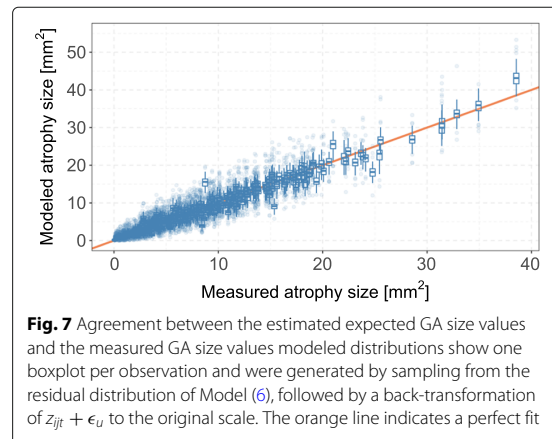 50
40
30
20
10
0
Modeled atrophy size [mm²]
0 10 20 30 40
Measured atrophy size [mm²]
Fig. 7 Agreement between the estimated expected GA size values
and the measured GA size values modeled distributions show one
boxplot per observation and were generated by sampling from the
residual distribution of Model (6), followed by a back-transformation
of zᵢⱼₜ + ϵᵤ to the original scale. The orange line indicates a perfect fit